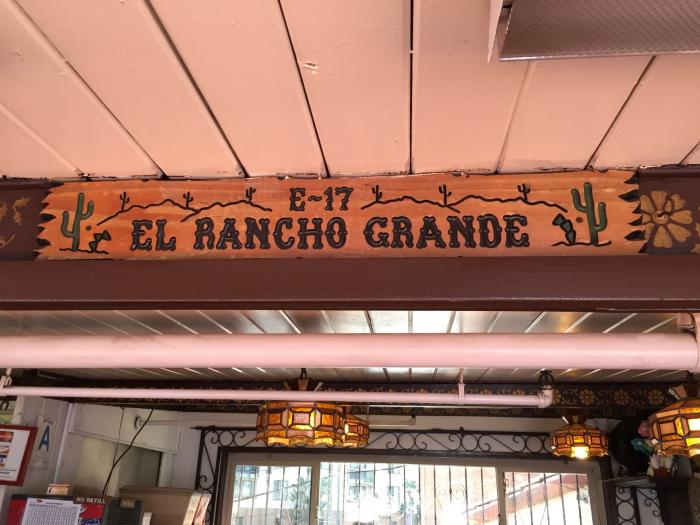 E~17
EL RANCHO GRANDE
A
NO REFILL